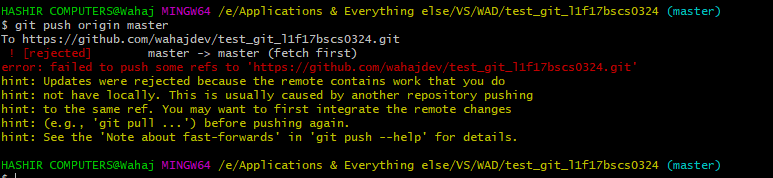 HASHIR COMPUTERS@Wahaj MINGW64 /e/Applications & Everything else/VS/WAD/test_git_l1f17bscs0324 (master)
$ git push origin master
To https://github.com/wahajdev/test_git_l1f17bscs0324.git
 ! [rejected]        master -> master (fetch first)
error: failed to push some refs to 'https://github.com/wahajdev/test_git_l1f17bscs0324.git'
hint: Updates were rejected because the remote contains work that you do
hint: not have locally. This is usually caused by another repository pushing
hint: to the same ref. You may want to first integrate the remote changes
hint: (e.g., 'git pull ...') before pushing again.
hint: See the 'Note about fast-forwards' in 'git push --help' for details.
HASHIR COMPUTERS@Wahaj MINGW64 /e/Applications & Everything else/VS/WAD/test_git_l1f17bscs0324 (master)
$